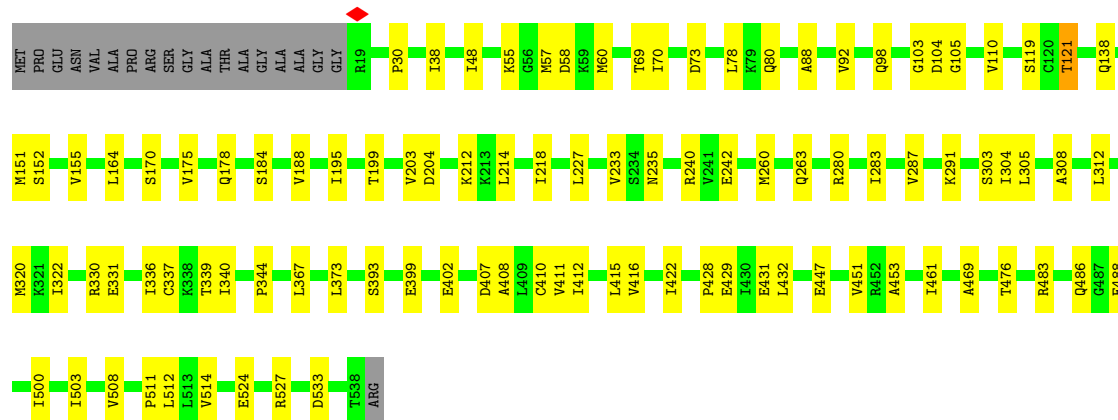 MET PRO GLU ASN VAL ALA PRO ARG SER GLY ALA THR ALA GLY ALA ALA ALA GLY GLY R19 P30 I38 I48 K55 G56 M57 D58 K59 M60 T69 I70 D73 L78 K79 Q80 A88 V92 Q98 G103 D104 G105 V110 S119 C120 T121 Q138
M151 S152 V155 L164 S170 V175 Q178 S184 V188 I195 T199 V203 D204 K212 K213 L214 I218 L227 V233 S234 N235 R240 V241 E242 M260 Q263 R280 I283 V287 K291 S303 I304 L305 A308 L312
M320 K321 I322 R330 E331 I336 C337 K338 T339 I340 P344 L367 L373 S393 E399 E402 D407 A408 L409 C410 V411 I412 L415 V416 I422 P428 E429 I430 E431 L432 E447 V451 R452 A453 I461 A469 T476 R483 Q486 G487
I500 I503 V508 P511 L512 L513 V514 E524 R527 D533 T538 ARG